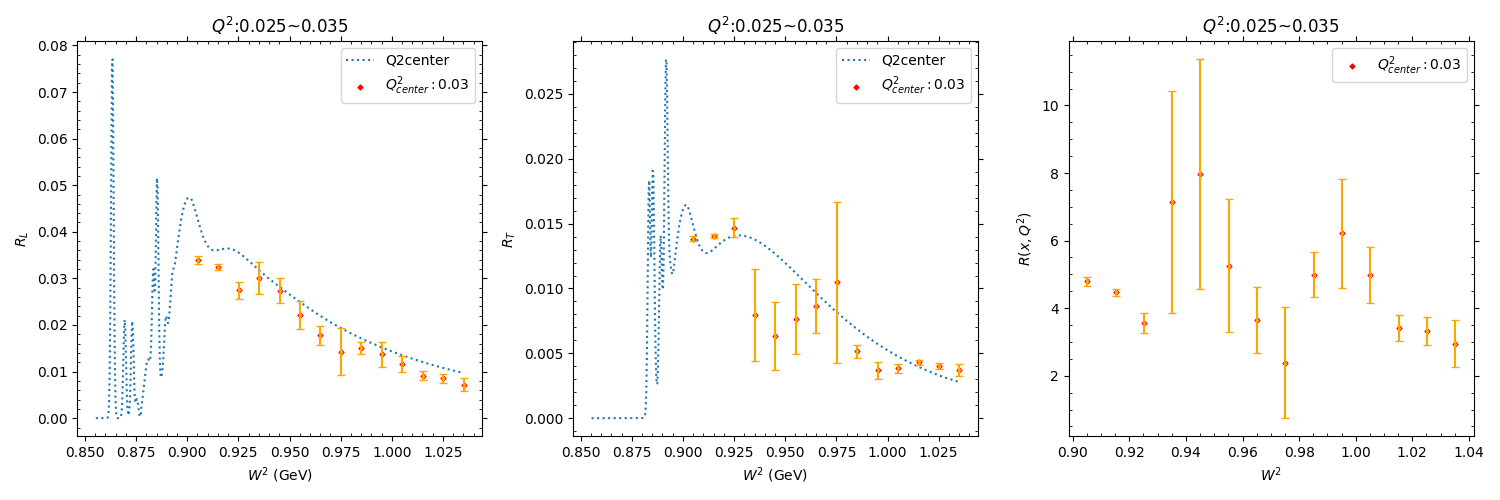 Q²:0.025~0.035
0.08
0.07
0.06
0.05
0.04
0.03
0.02
0.01
0.00
R_L
Q2center
Q²_center : 0.03
0.850 0.875 0.900 0.925 0.950 0.975 1.000 1.025
W² (GeV)
Q²:0.025~0.035
0.025
0.020
0.015
0.010
0.005
0.000
R_T
Q2center
Q²_center : 0.03
0.850 0.875 0.900 0.925 0.950 0.975 1.000 1.025
W² (GeV)
Q²:0.025~0.035
10
8
6
4
2
R(x, Q²)
Q²_center : 0.03
0.90 0.92 0.94 0.96 0.98 1.00 1.02 1.04
W²